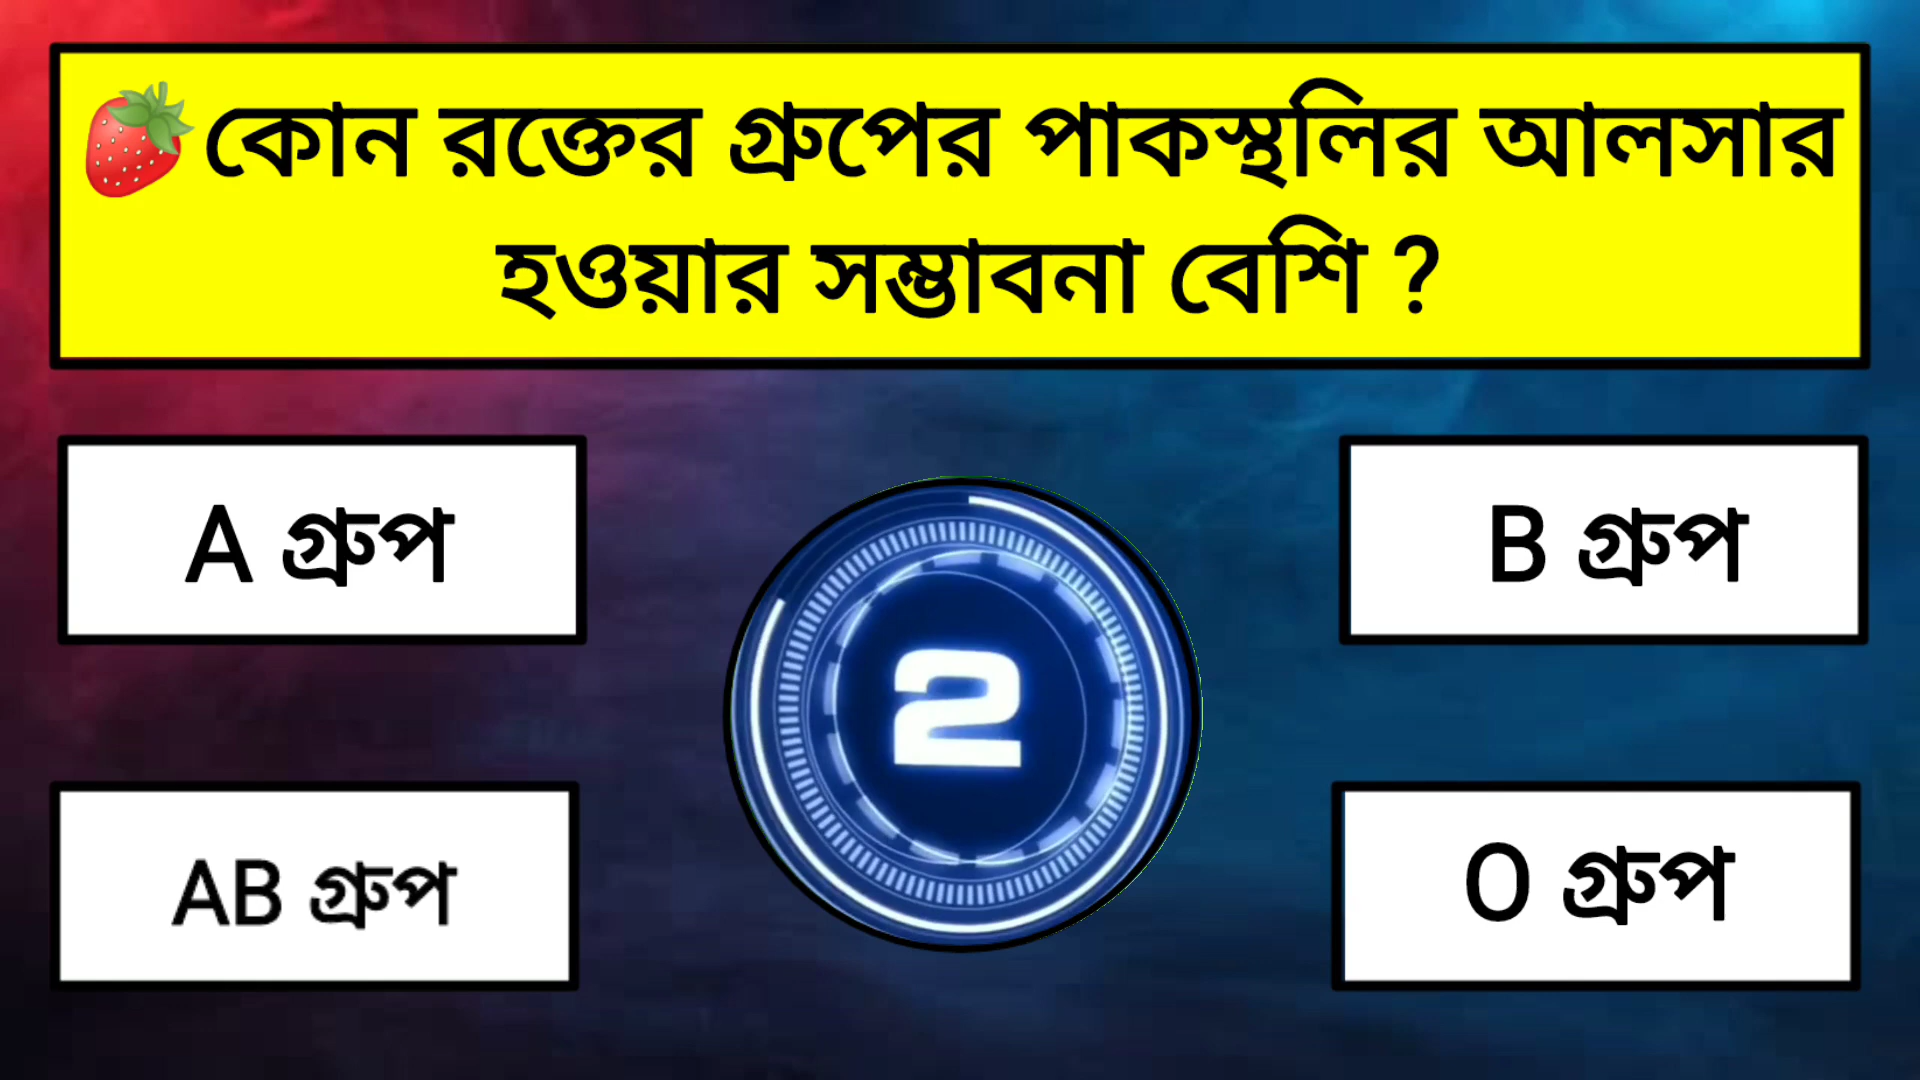 🍓কোন রক্তের গ্রুপের পাকস্থলির আলসার
হওয়ার সম্ভাবনা বেশি ?
A গ্রুপ
B গ্রুপ
2
AB গ্রুপ
O গ্রুপ